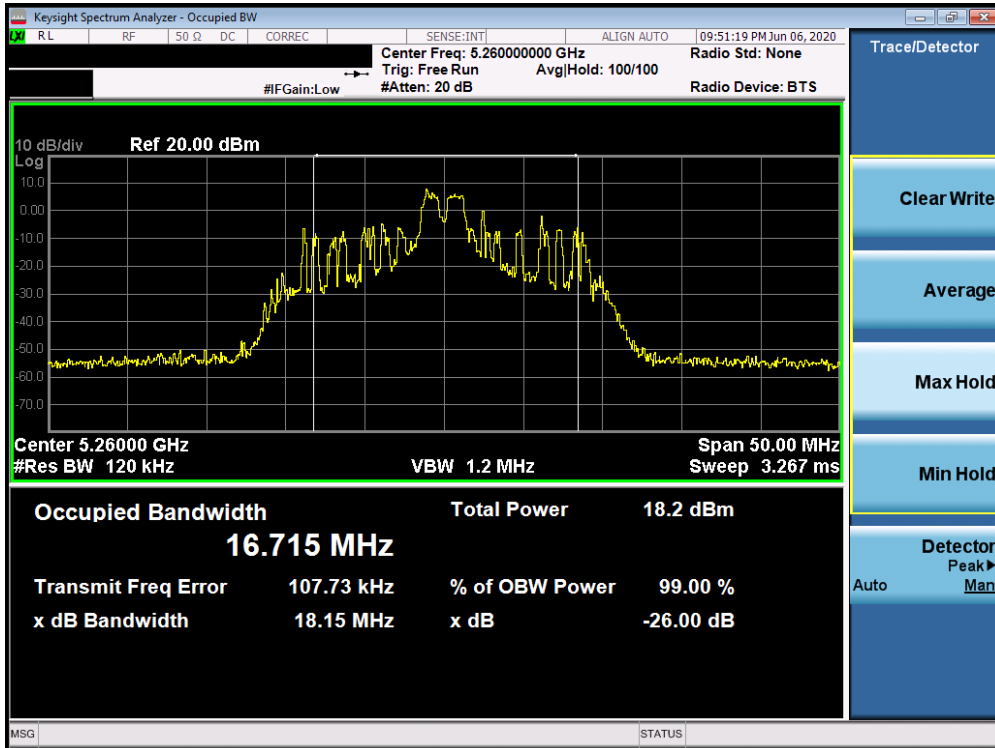 Keysight Spectrum Analyzer - Occupied BW
LXI RL RF 50 Ω DC CORREC SENSE:INT ALIGN AUTO 09:51:19 PM Jun 06, 2020
Center Freq: 5.260000000 GHz Radio Std: None
Trig: Free Run Avg|Hold: 100/100
#IFGain:Low #Atten: 20 dB Radio Device: BTS
Trace/Detector
10 dB/div Ref 20.00 dBm
Log
10.0
0.00
-10.0
-20.0
-30.0
-40.0
-50.0
-60.0
-70.0
Center 5.26000 GHz Span 50.00 MHz
#Res BW 120 kHz VBW 1.2 MHz Sweep 3.267 ms
Occupied Bandwidth Total Power 18.2 dBm
16.715 MHz
Transmit Freq Error 107.73 kHz % of OBW Power 99.00 %
x dB Bandwidth 18.15 MHz x dB -26.00 dB
Clear Write
Average
Max Hold
Min Hold
Detector
Peak▶
Auto Man
MSG STATUS